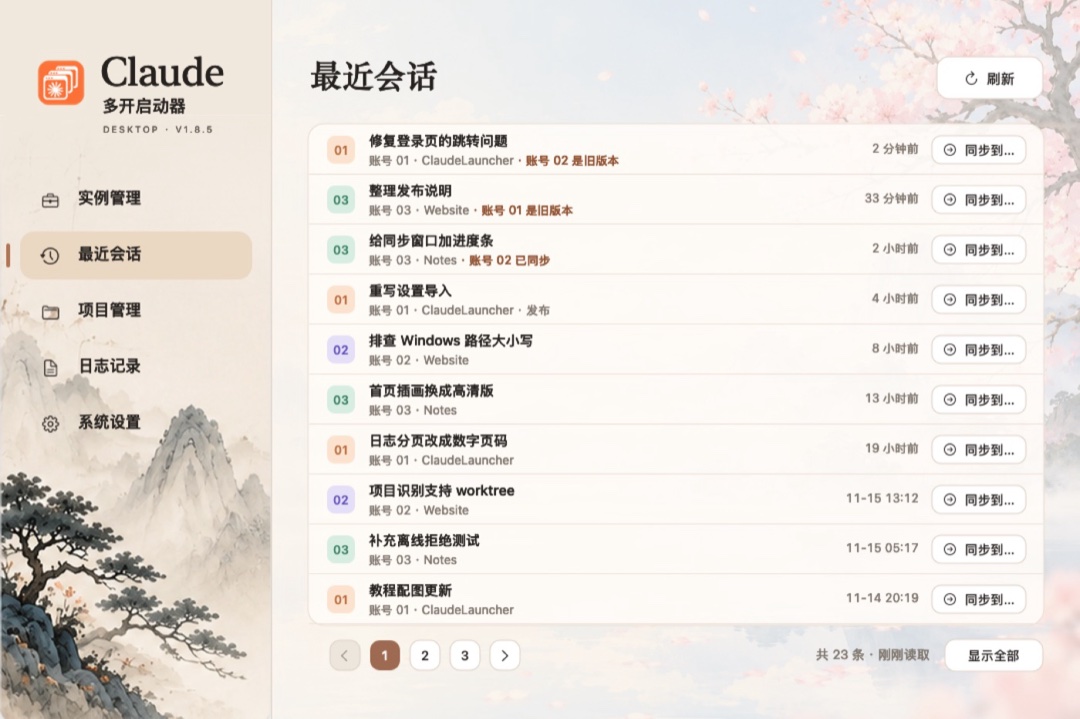 Claude
多开启动器
DESKTOP · V1.8.5
实例管理
最近会话
项目管理
日志记录
系统设置
最近会话
刷新
01
修复登录页的跳转问题
账号 01 · ClaudeLauncher · 账号 02 是旧版本
2 分钟前
同步到...
03
整理发布说明
账号 03 · Website · 账号 01 是旧版本
33 分钟前
同步到...
03
给同步窗口加进度条
账号 03 · Notes · 账号 02 已同步
2 小时前
同步到...
01
重写设置导入
账号 01 · ClaudeLauncher · 发布
4 小时前
同步到...
02
排查 Windows 路径大小写
账号 02 · Website
8 小时前
同步到...
03
首页插画换成高清版
账号 03 · Notes
13 小时前
同步到...
01
日志分页改成数字页码
账号 01 · ClaudeLauncher
19 小时前
同步到...
02
项目识别支持 worktree
账号 02 · Website
11-15 13:12
同步到...
03
补充离线拒绝测试
账号 03 · Notes
11-15 05:17
同步到...
01
教程配图更新
账号 01 · ClaudeLauncher
11-14 20:19
同步到...
1 2 3
共 23 条 · 刚刚读取
显示全部